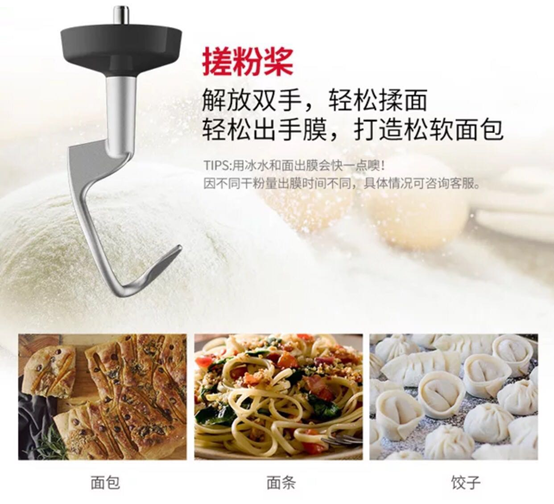 搓粉桨
解放双手，轻松揉面
轻松出手膜，打造松软面包
TIPS:用冰水和面出膜会快一点噢！
因不同干粉量出膜时间不同，具体情况可咨询客服。
面包
面条
饺子